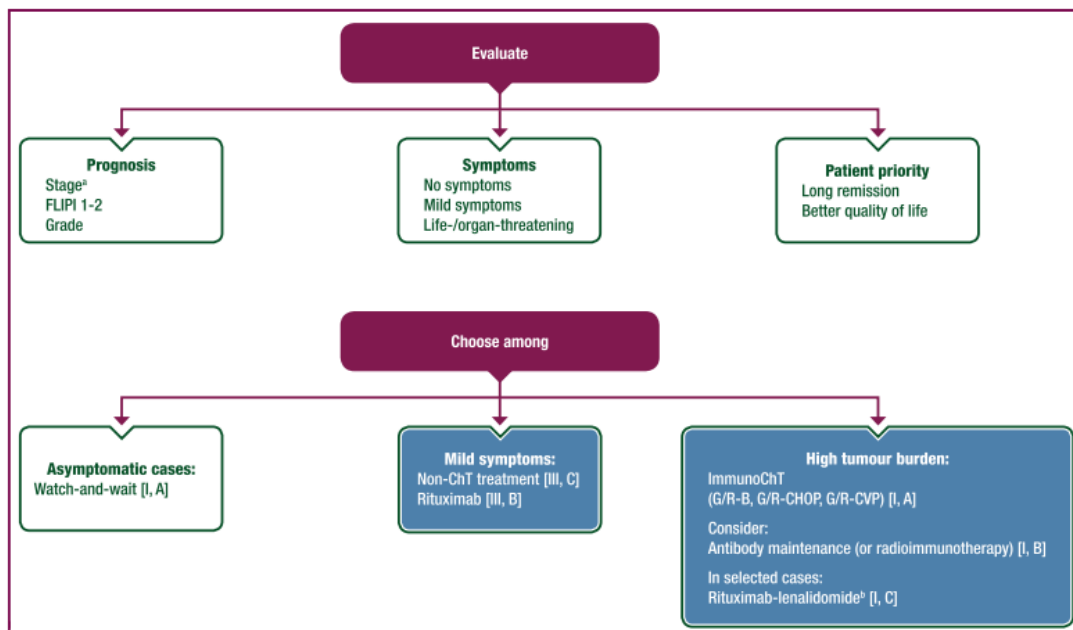 Evaluate
Prognosis
Stageᵃ
FLIPI 1-2
Grade
Symptoms
No symptoms
Mild symptoms
Life-/organ-threatening
Patient priority
Long remission
Better quality of life
Choose among
Asymptomatic cases:
Watch-and-wait [I, A]
Mild symptoms:
Non-ChT treatment [III, C]
Rituximab [III, B]
High tumour burden:
ImmunoChT
(G/R-B, G/R-CHOP, G/R-CVP) [I, A]
Consider:
Antibody maintenance (or radioimmunotherapy) [I, B]
In selected cases:
Rituximab-lenalidomideᵇ [I, C]